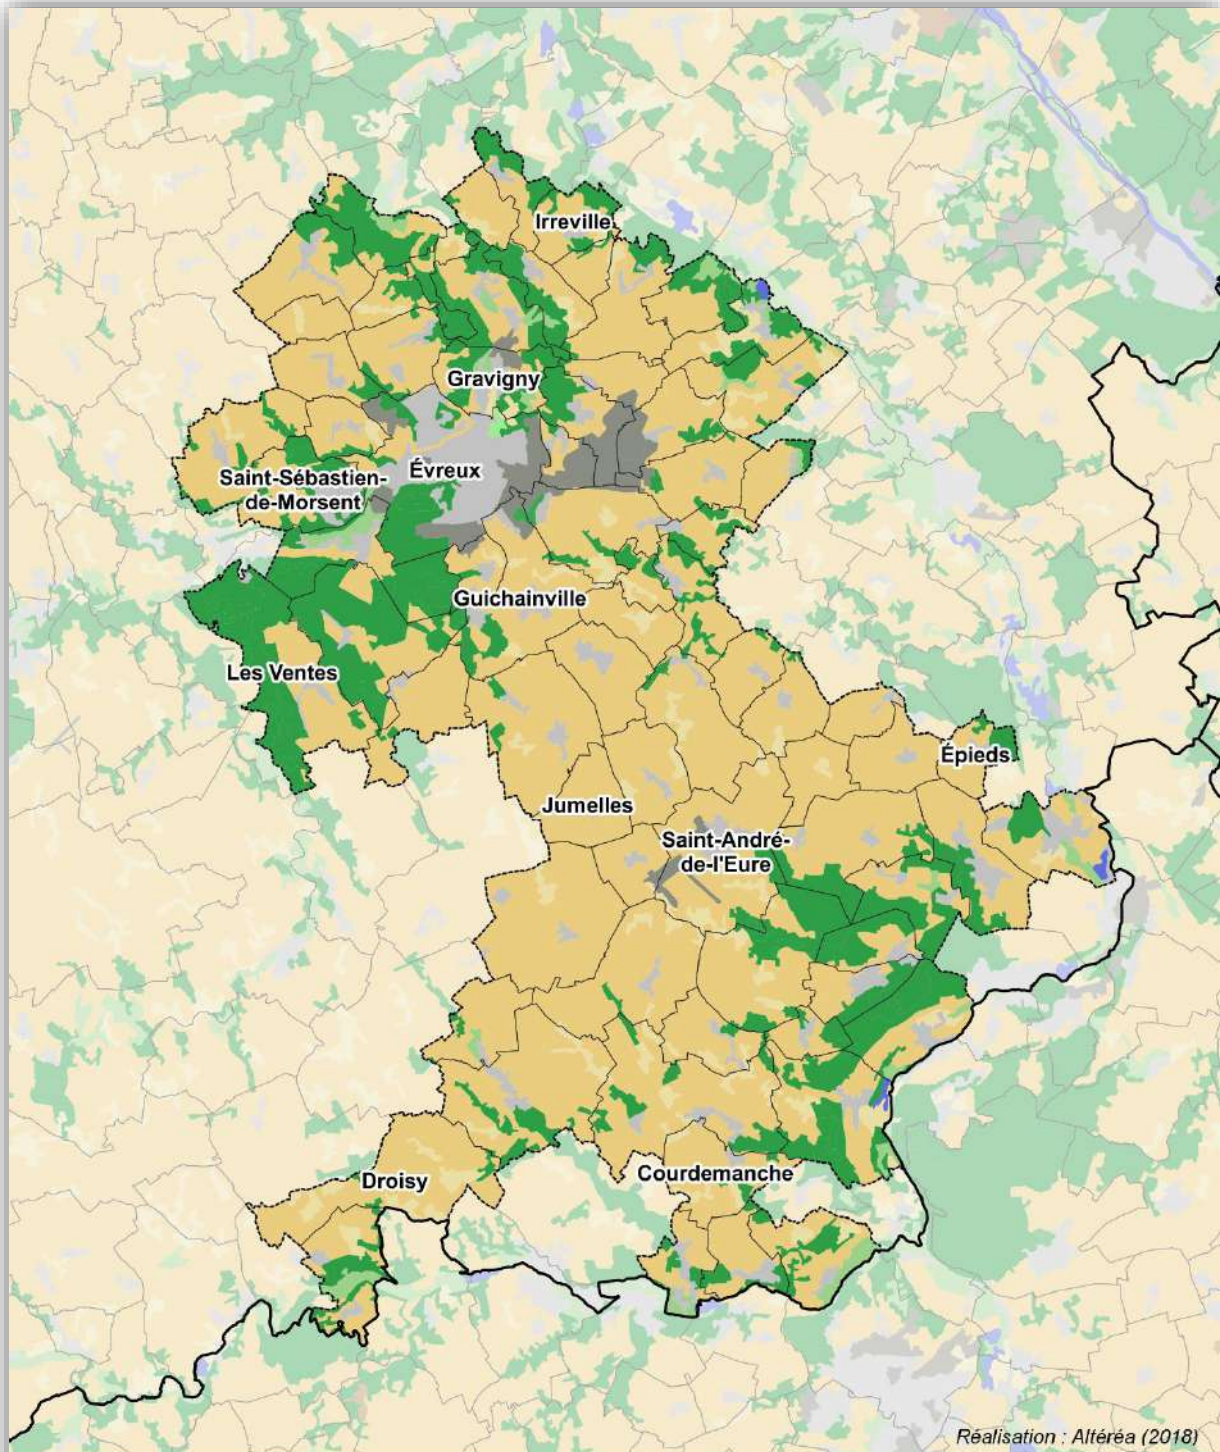 Irreville
Gravigny
Évreux
Saint-Sébastien-
de-Morsent
Guichainville
Les Ventes
Épieds
Jumelles
Saint-André-
de-l'Eure
Courdemanche
Droisy
Réalisation : Altéréa (2018)